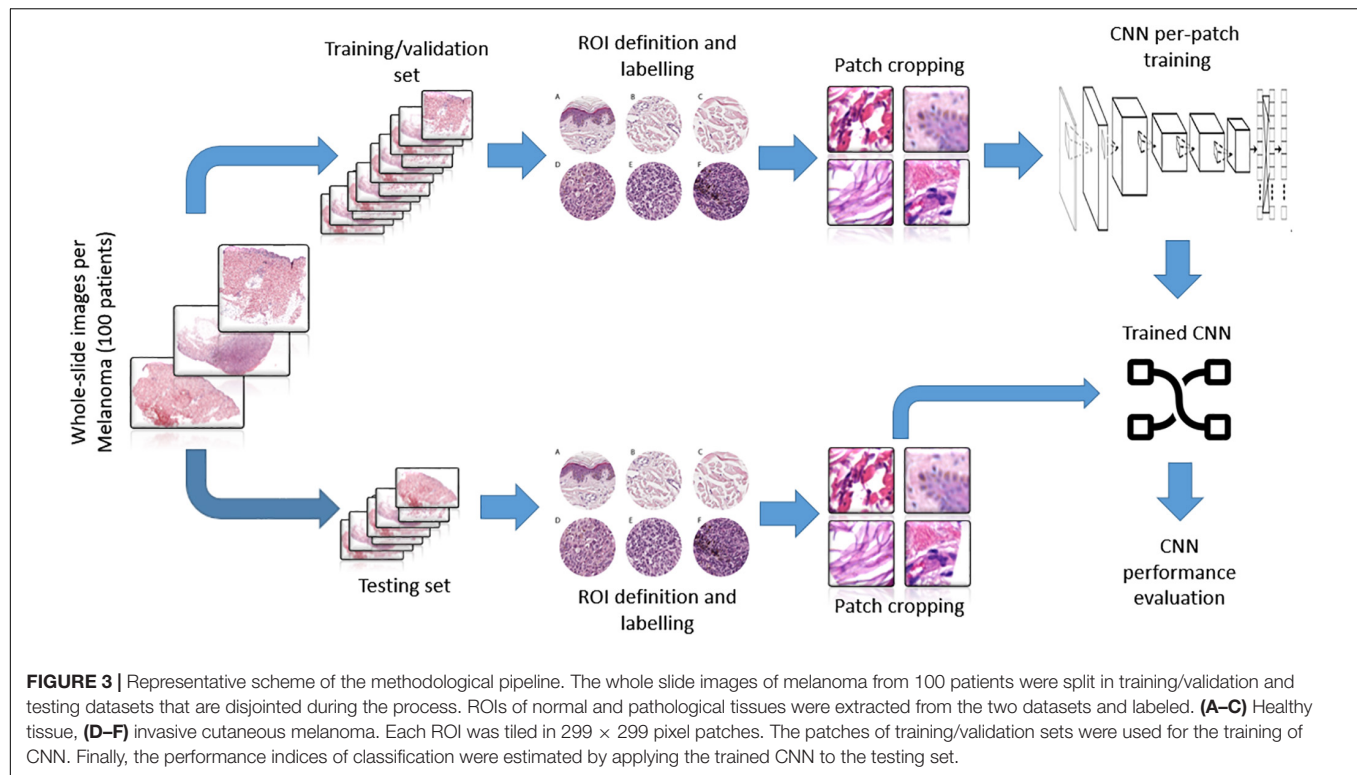 Training/validation
set
ROI definition and
labelling
A
B
C
D
E
F
Patch cropping
CNN per-patch
training
Whole-slide images per
Melanoma (100 patients)
Trained CNN
Testing set
A
B
C
D
E
F
ROI definition and
labelling
Patch cropping
CNN
performance
evaluation
FIGURE 3 | Representative scheme of the methodological pipeline. The whole slide images of melanoma from 100 patients were split in training/validation and
testing datasets that are disjointed during the process. ROIs of normal and pathological tissues were extracted from the two datasets and labeled. (A–C) Healthy
tissue, (D–F) invasive cutaneous melanoma. Each ROI was tiled in 299 × 299 pixel patches. The patches of training/validation sets were used for the training of
CNN. Finally, the performance indices of classification were estimated by applying the trained CNN to the testing set.